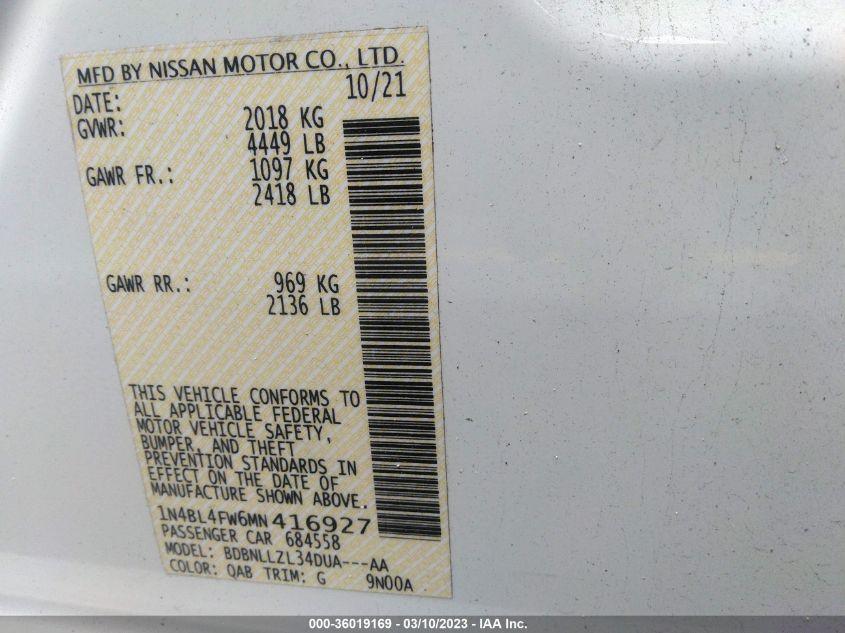 MFD BY NISSAN MOTOR CO., LTD.
DATE: 10/21
GVWR: 2018 KG
4449 LB
GAWR FR.: 1097 KG
2418 LB
GAWR RR.: 969 KG
2136 LB
THIS VEHICLE CONFORMS TO
ALL APPLICABLE FEDERAL
MOTOR VEHICLE SAFETY,
BUMPER, AND THEFT
PREVENTION STANDARDS IN
EFFECT ON THE DATE OF
MANUFACTURE SHOWN ABOVE.
1N4BL4FW6MN416927
PASSENGER CAR 684558
MODEL: BDBNLLZL34DUA---AA
COLOR: QAB TRIM: G 9N00A
000-36019169 - 03/10/2023 - IAA Inc.